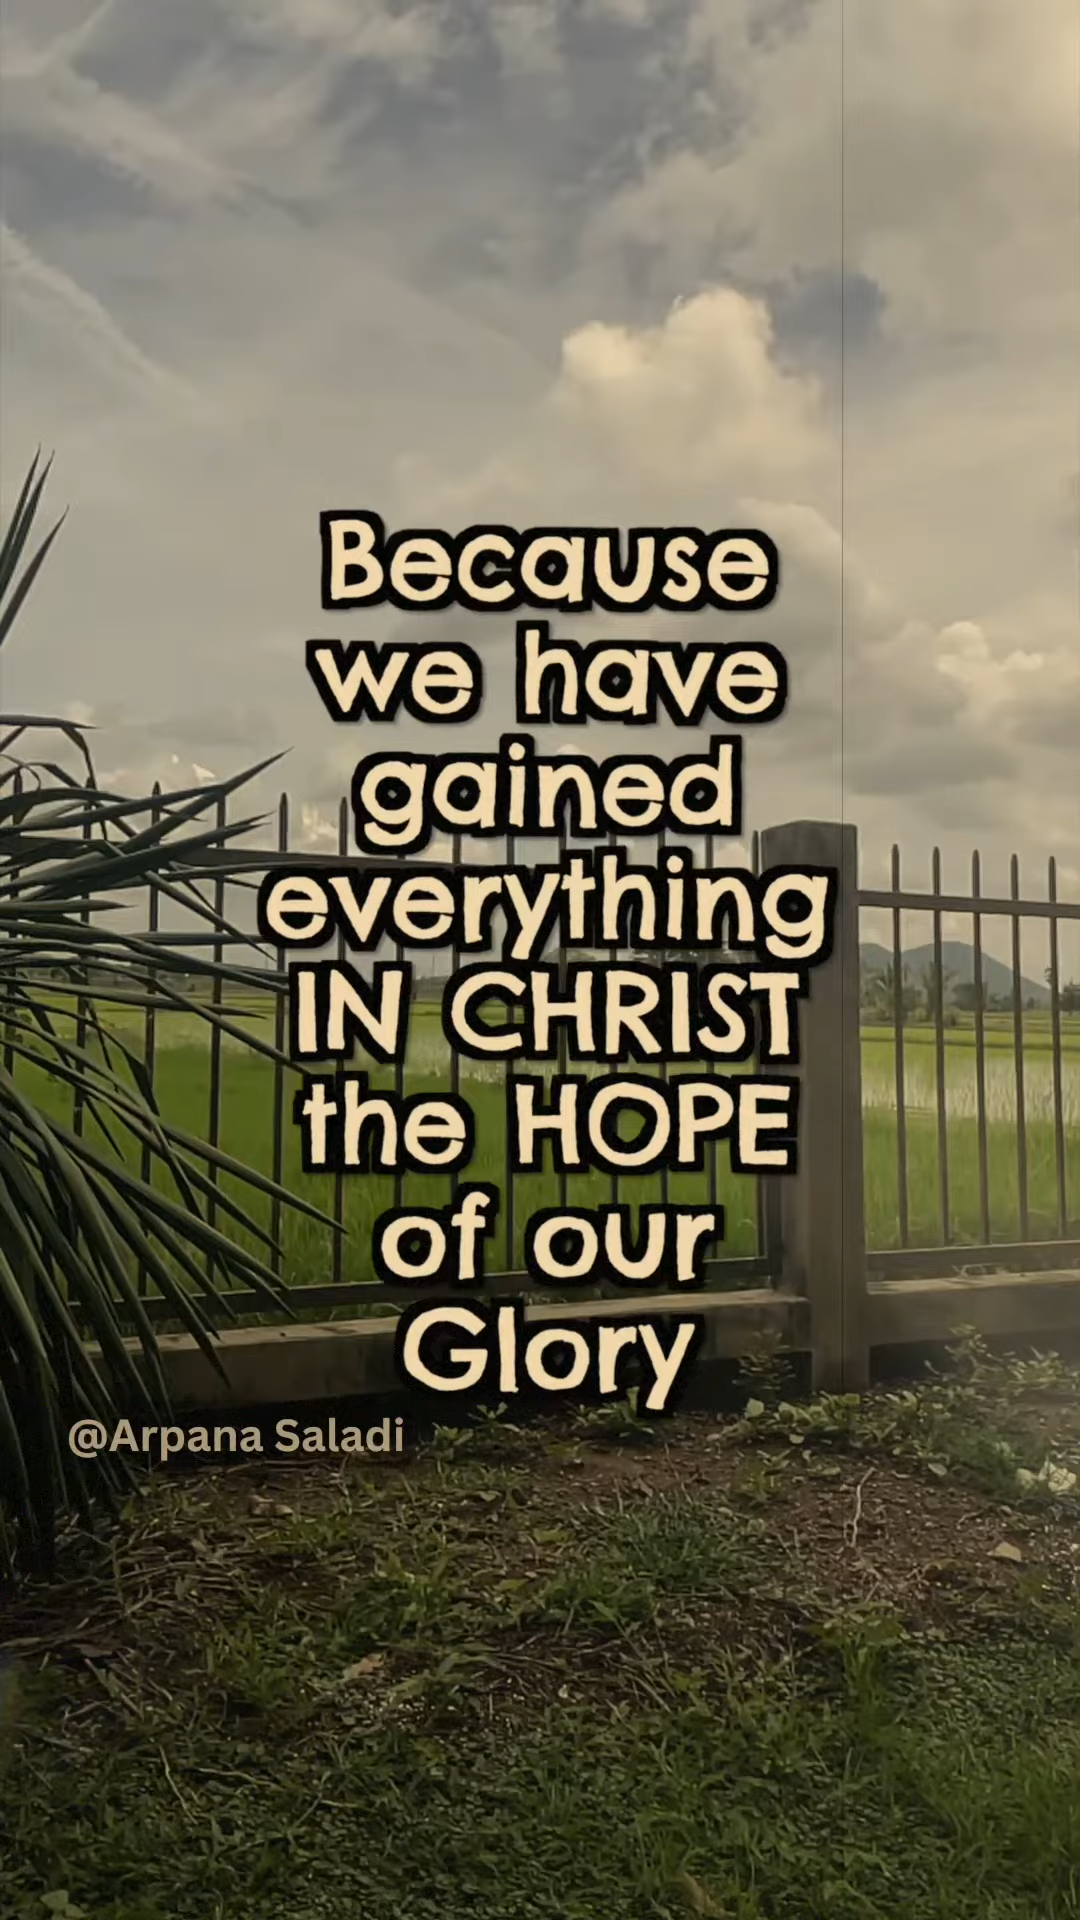 Because
we have
gained
everything
IN CHRIST
the HOPE
of our
Glory
@Arpana Saladi